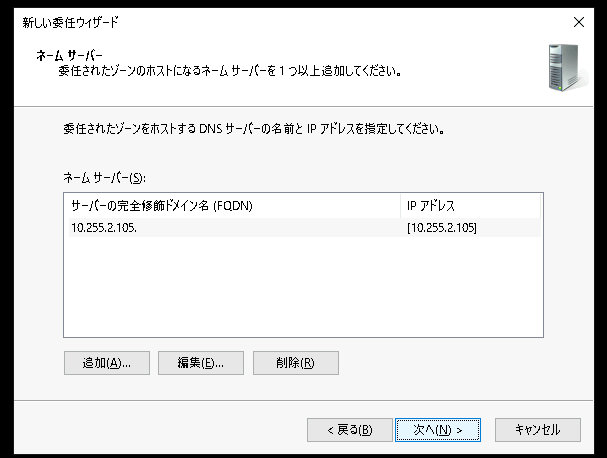 新しい委任ウィザード
ネーム サーバー
委任されたゾーンのホストになるネーム サーバーを 1 つ以上追加してください。
委任されたゾーンをホストする DNS サーバーの名前と IP アドレスを指定してください。
ネーム サーバー(S):
サーバーの完全修飾ドメイン名 (FQDN) IP アドレス
10.255.2.105. [10.255.2.105]
追加(A)... 編集(E)... 削除(R)
< 戻る(B) 次へ(N) > キャンセル